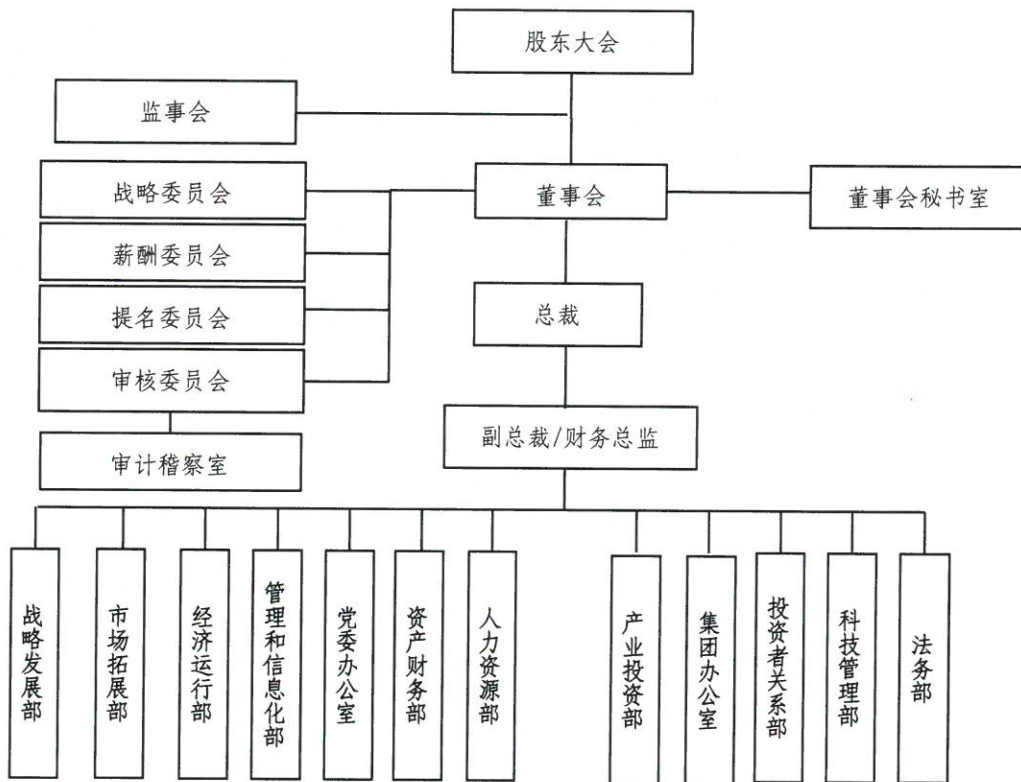 股东大会
监事会
战略委员会
董事会
董事会秘书室
薪酬委员会
提名委员会
总裁
审核委员会
副总裁/财务总监
审计稽察室
战略发展部
市场拓展部
经济运行部
管理和信息化部
党委办公室
资产财务部
人力资源部
产业投资部
集团办公室
投资者关系部
科技管理部
法务部